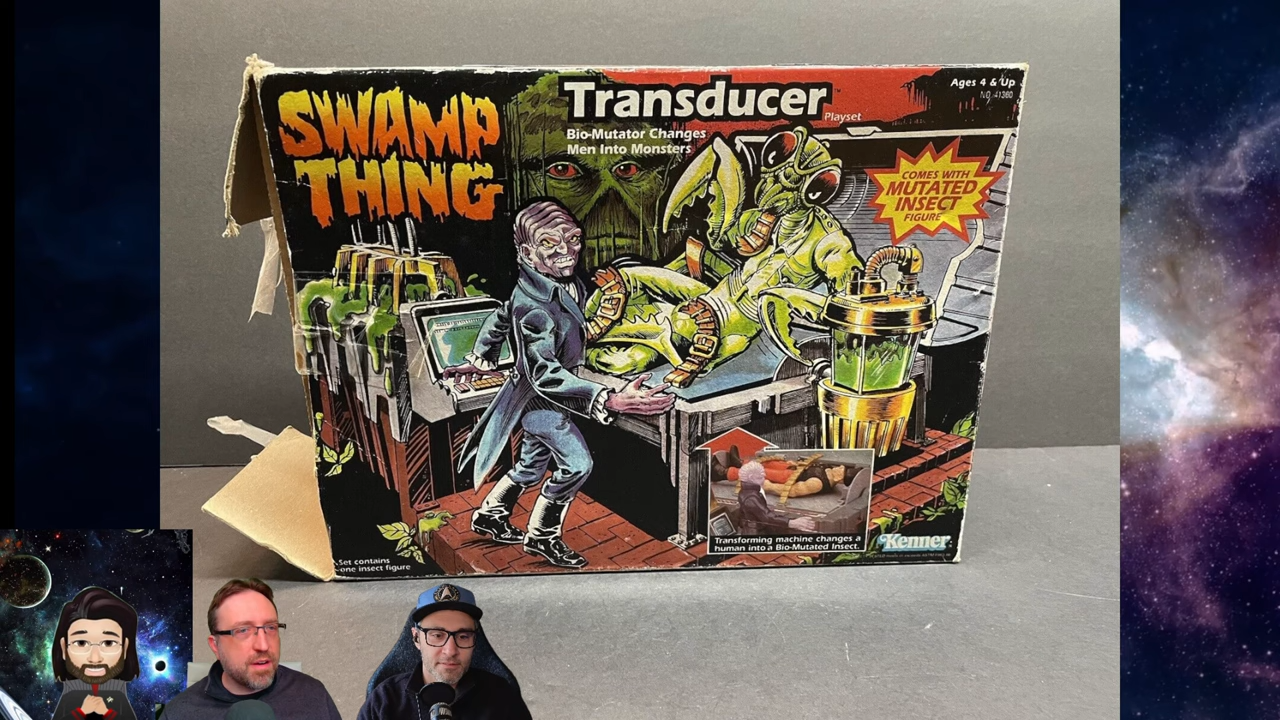 SWAMP
THING
Transducer
Playset
Bio-Mutator Changes
Men Into Monsters
Ages 4 & Up
NO. 41380
COMES WITH
MUTATED
INSECT
FIGURE
Transforming machine changes a
human into a Bio-Mutated Insect.
Kenner
Set contains
one insect figure